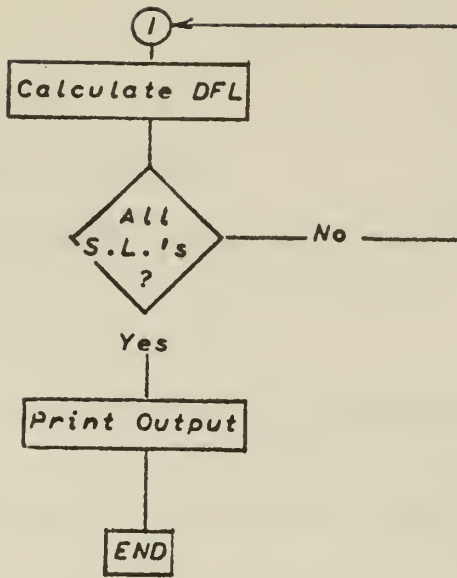 1
Calculate DFL
All
S.L.'s
?
No
Yes
Print Output
END